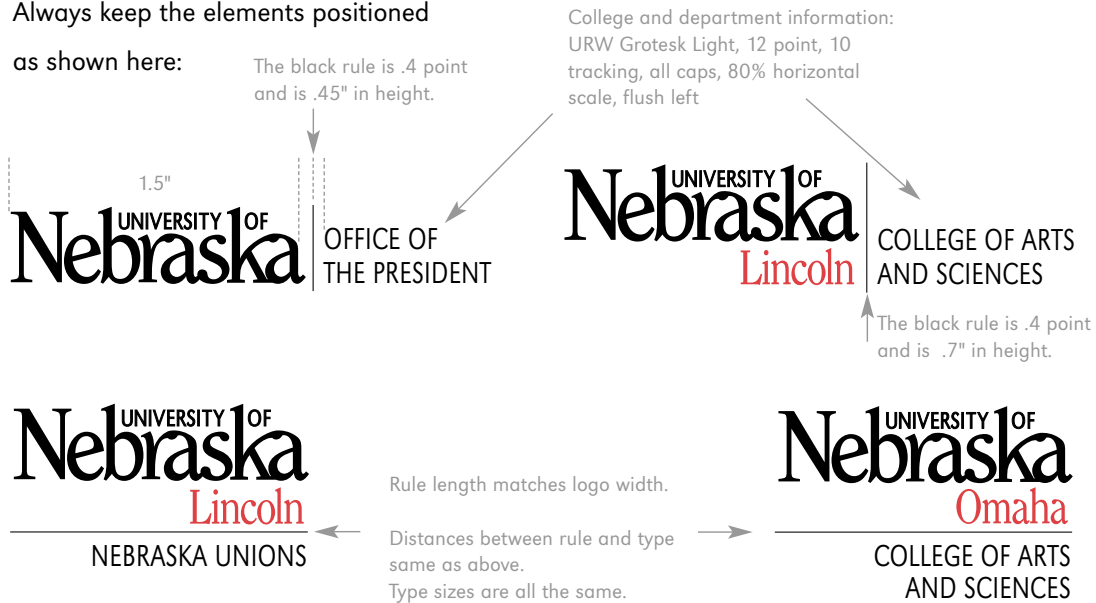 Always keep the elements positioned
as shown here:
The black rule is .4 point
and is .45" in height.
College and department information:
URW Grotesk Light, 12 point, 10
tracking, all caps, 80% horizontal
scale, flush left
1.5"
UNIVERSITY OF
Nebraska
OFFICE OF
THE PRESIDENT
UNIVERSITY OF
Nebraska
Lincoln
COLLEGE OF ARTS
AND SCIENCES
The black rule is .4 point
and is .7" in height.
UNIVERSITY OF
Nebraska
Lincoln
NEBRASKA UNIONS
Rule length matches logo width.
Distances between rule and type
same as above.
Type sizes are all the same.
UNIVERSITY OF
Nebraska
Omaha
COLLEGE OF ARTS
AND SCIENCES